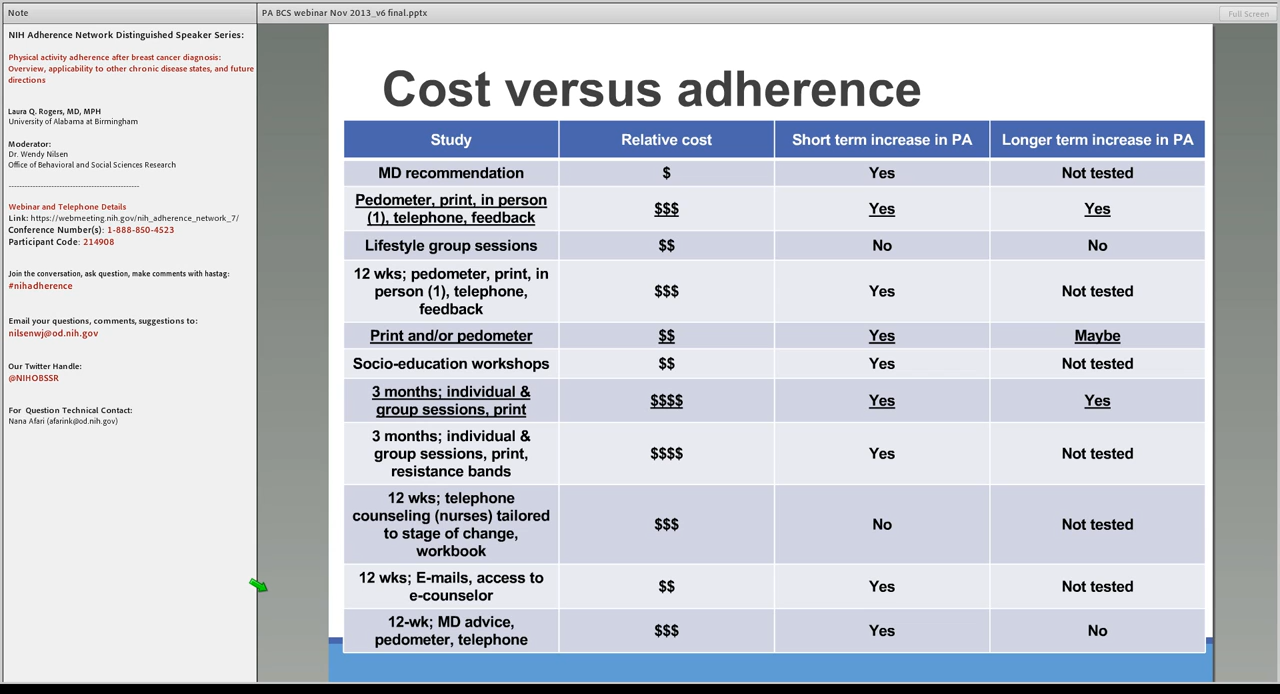 Note
PA BCS webinar Nov 2013_v6 final.pptx
Full Screen
NIH Adherence Network Distinguished Speaker Series:
Physical activity adherence after breast cancer diagnosis:
Overview, applicability to other chronic disease states, and future
directions
Laura Q. Rogers, MD, MPH
University of Alabama at Birmingham
Moderator:
Dr. Wendy Nilsen
Office of Behavioral and Social Sciences Research
------------------------------------------------
Webinar and Telephone Details
Link: https://webmeeting.nih.gov/nih_adherence_network_7/
Conference Number(s): 1-888-850-4523
Participant Code: 214908
Join the conversation, ask question, make comments with hastag:
#nihadherence
Email your questions, comments, suggestions to:
nilsenwj@od.nih.gov
Our Twitter Handle:
@NIHOBSSR
For Question Technical Contact:
Nana Afari (afarink@od.nih.gov)
Cost versus adherence
Study Relative cost Short term increase in PA Longer term increase in PA
MD recommendation $ Yes Not tested
Pedometer, print, in person
(1), telephone, feedback $$$ Yes Yes
Lifestyle group sessions $$ No No
12 wks; pedometer, print, in
person (1), telephone, $$$ Yes Not tested
feedback
Print and/or pedometer $$ Yes Maybe
Socio-education workshops $$ Yes Not tested
3 months; individual &
group sessions, print $$$$ Yes Yes
3 months; individual &
group sessions, print, $$$$ Yes Not tested
resistance bands
12 wks; telephone
counseling (nurses) tailored
to stage of change, $$$ No Not tested
workbook
12 wks; E-mails, access to
e-counselor $$ Yes Not tested
12-wk; MD advice,
pedometer, telephone $$$ Yes No